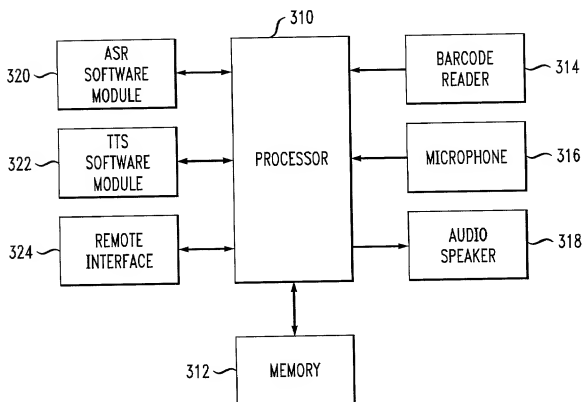 310
320
ASR
SOFTWARE
MODULE
BARCODE
READER
314
322
TTS
SOFTWARE
MODULE
PROCESSOR
MICROPHONE
316
324
REMOTE
INTERFACE
AUDIO
SPEAKER
318
312
MEMORY